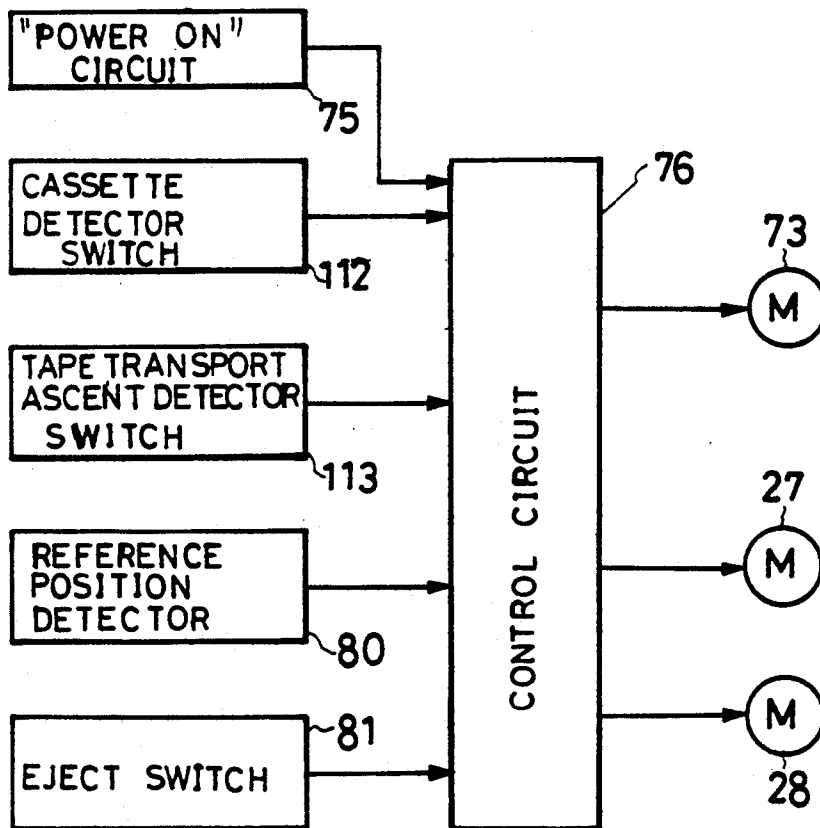 "POWER ON"
CIRCUIT
75
CASSETTE
DETECTOR
SWITCH
112
TAPE TRANSPORT
ASCENT DETECTOR
SWITCH
113
REFERENCE
POSITION
DETECTOR
80
81
EJECT SWITCH
CONTROL CIRCUIT
76
73
M
27
M
M
28